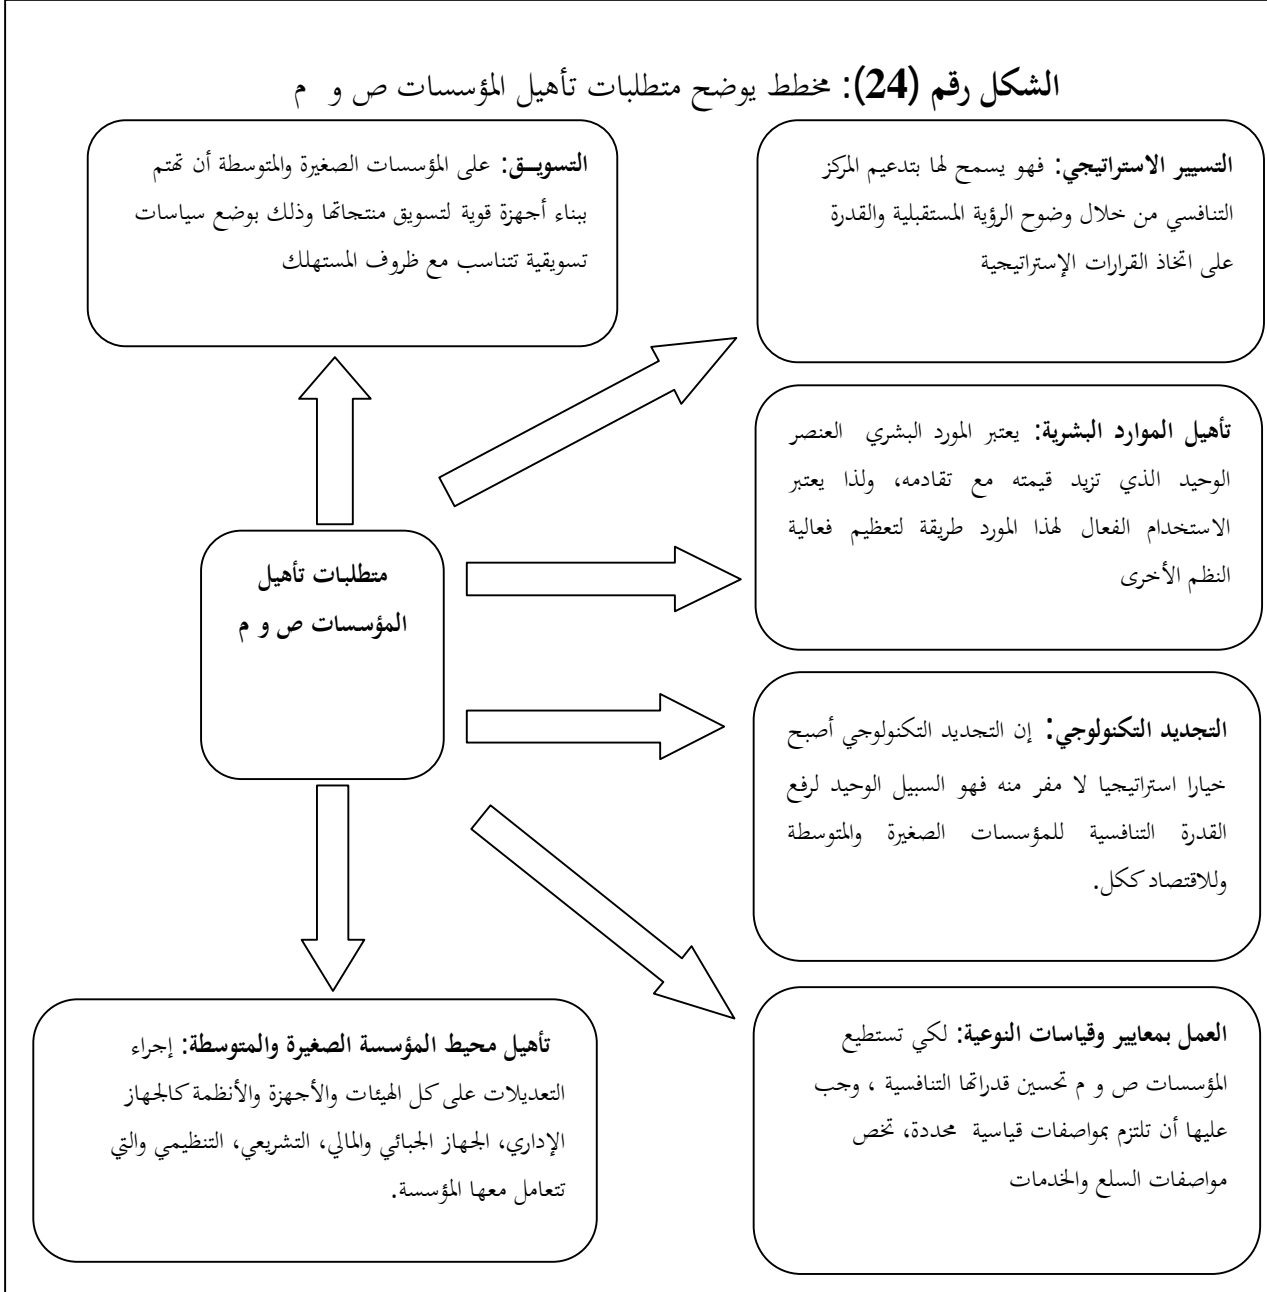 الشكل رقم (24): مخطط يوضح متطلبات تأهيل المؤسسات ص و م
التسيير الاستراتيجي: فهو يسمح لها بتدعيم المركز
التنافسي من خلال وضوح الرؤية المستقبلية والقدرة
على اتخاذ القرارات الإستراتيجية
التسويــق: على المؤسسات الصغيرة والمتوسطة أن تهتم
ببناء أجهزة قوية لتسويق منتجاتها وذلك بوضع سياسات
تسويقية تتناسب مع ظروف المستهلك
تأهيل الموارد البشرية: يعتبر المورد البشري العنصر
الوحيد الذي تزيد قيمته مع تقادمه، ولذا يعتبر
الاستخدام الفعال لهذا المورد طريقة لتعظيم فعالية
النظم الأخرى
متطلبات تأهيل
المؤسسات ص و م
التجديد التكنولوجي: إن التجديد التكنولوجي أصبح
خيارا استراتيجيا لا مفر منه فهو السبيل الوحيد لرفع
القدرة التنافسية للمؤسسات الصغيرة والمتوسطة
وللاقتصاد ككل.
العمل بمعايير وقياسات النوعية: لكي تستطيع
المؤسسات ص و م تحسين قدراتها التنافسية ، وجب
عليها أن تلتزم بمواصفات قياسية محددة، تخص
مواصفات السلع والخدمات
تأهيل محيط المؤسسة الصغيرة والمتوسطة: إجراء
التعديلات على كل الهيئات والأجهزة والأنظمة كالجهاز
الإداري، الجهاز الجبائي والمالي، التشريعي، التنظيمي والتي
تتعامل معها المؤسسة.